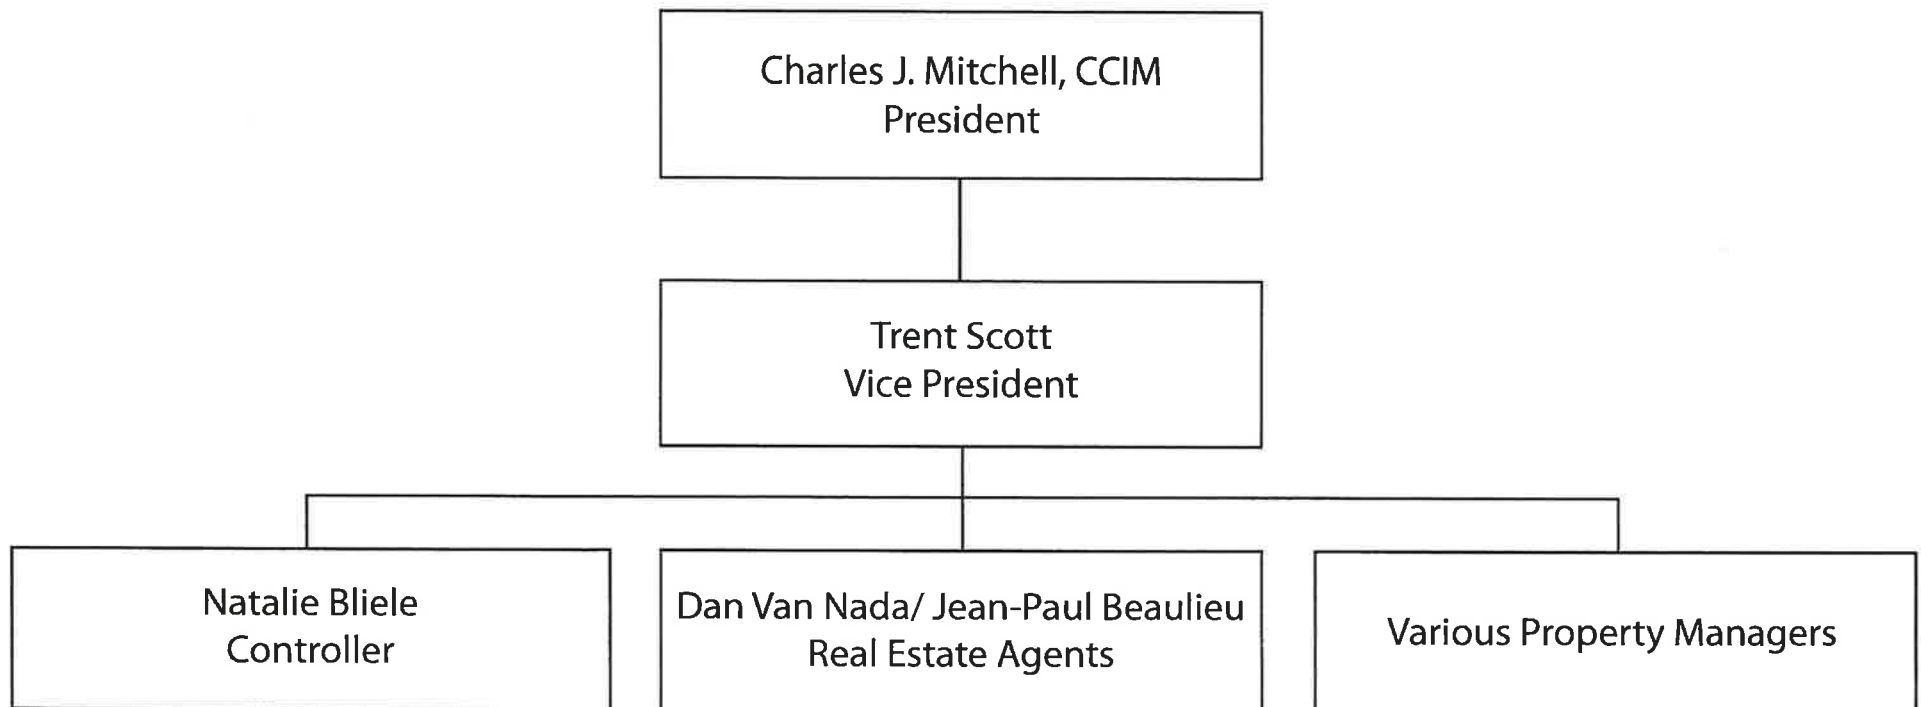 Charles J. Mitchell, CCIM
President
Trent Scott
Vice President
Natalie Bliele
Controller
Dan Van Nada/ Jean-Paul Beaulieu
Real Estate Agents
Various Property Managers